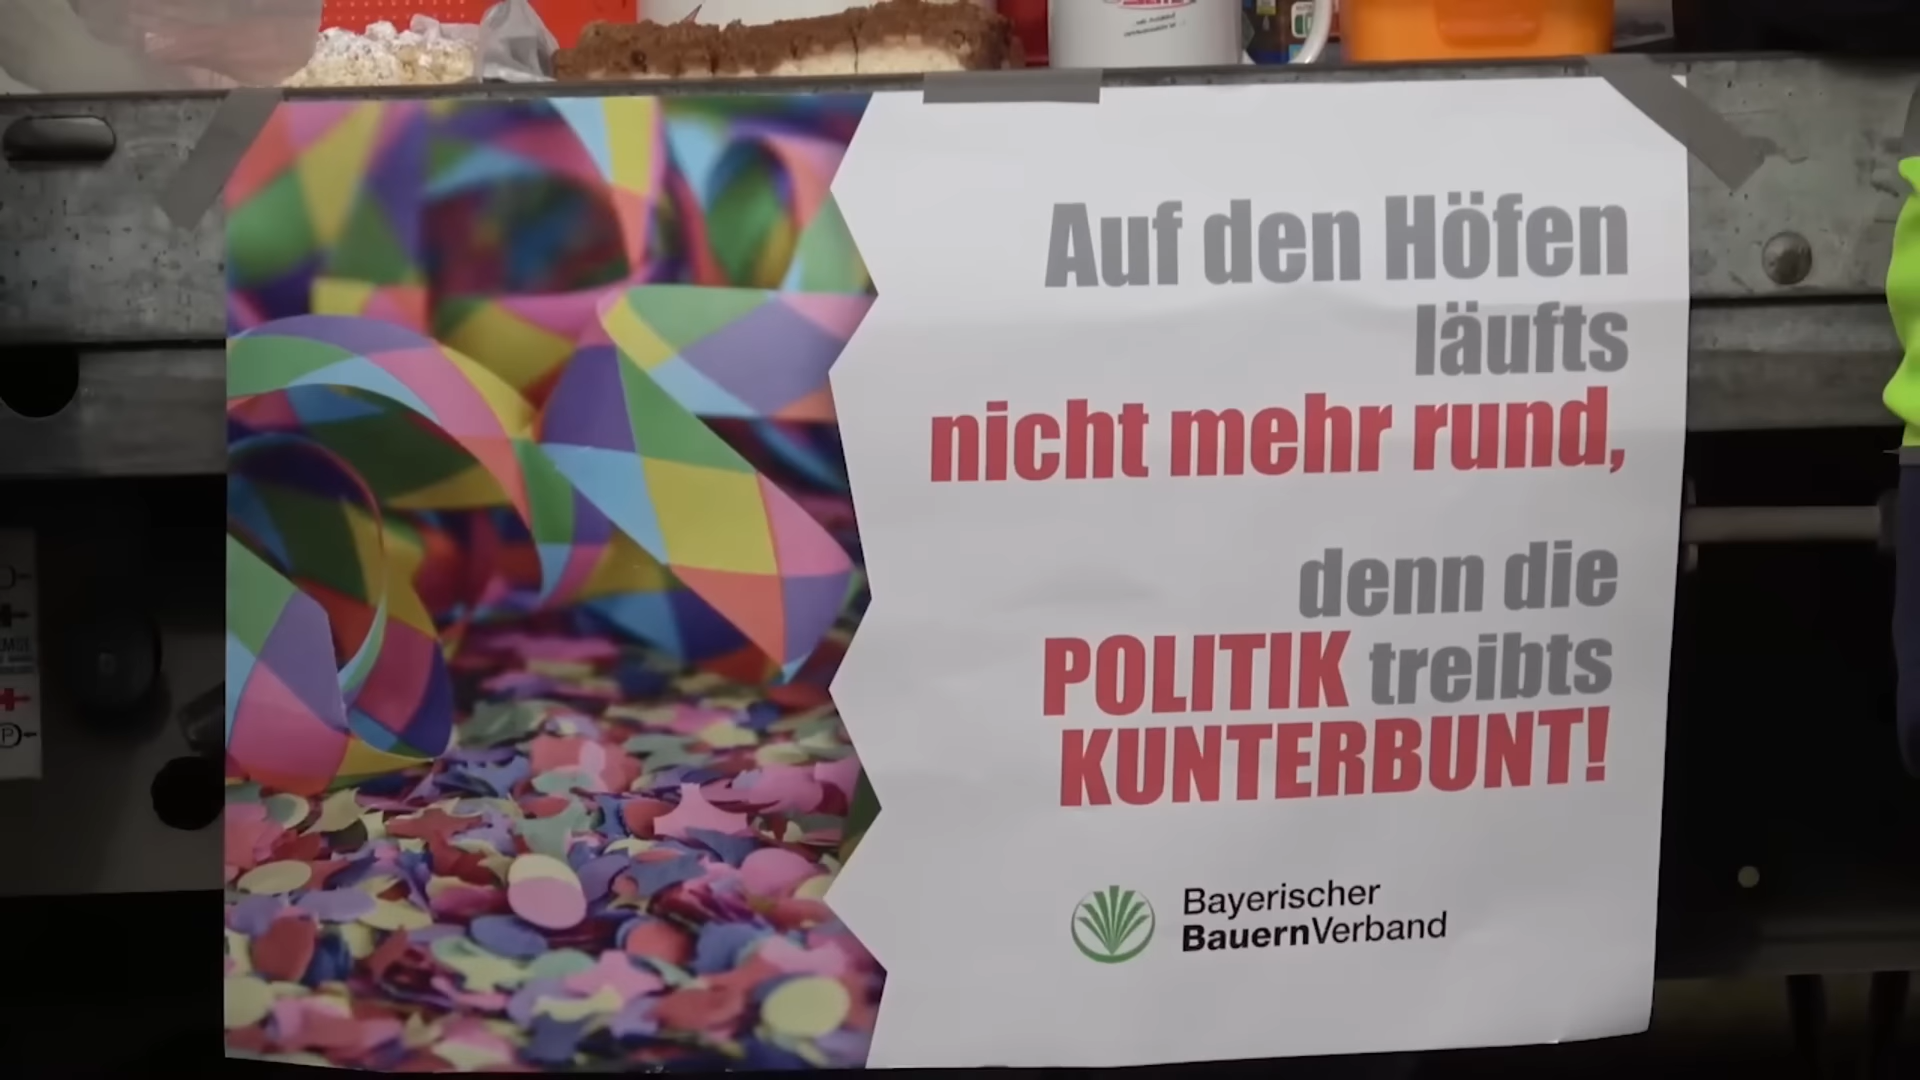 Auf den Höfen
läufts
nicht mehr rund,
denn die
POLITIK treibts
KUNTERBUNT!
Bayerischer
BauernVerband